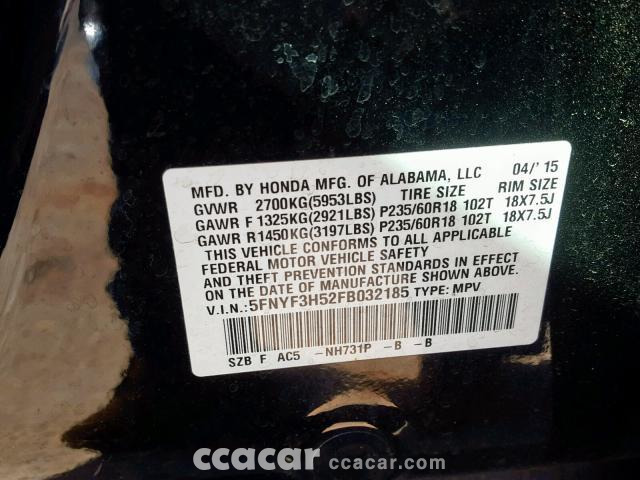 MFD. BY HONDA MFG. OF ALABAMA, LLC 04/'15
GVWR 2700KG(5953LBS) TIRE SIZE RIM SIZE
GAWR F 1325KG(2921LBS) P235/60R18 102T 18X7.5J
GAWR R1450KG(3197LBS) P235/60R18 102T 18X7.5J
THIS VEHICLE CONFORMS TO ALL APPLICABLE
FEDERAL MOTOR VEHICLE SAFETY
AND THEFT PREVENTION STANDARDS IN EFFECT
ON THE DATE OF MANUFACTURE SHOWN ABOVE.
V.I.N.:5FNYF3H52FB032185 TYPE: MPV
SZB F AC5 -NH731P -B -B
ccacar ccacar.com